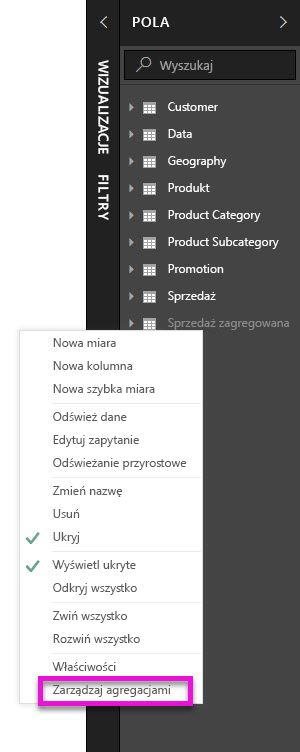 POLA
WIZUALIZACJE
FILTRY
Wyszukaj
Customer
Data
Geography
Produkt
Product Category
Product Subcategory
Promotion
Sprzedaż
Sprzedaż zagregowana
Nowa miara
Nowa kolumna
Nowa szybka miara
Odśwież dane
Edytuj zapytanie
Odświeżanie przyrostowe
Zmień nazwę
Usuń
Ukryj
Wyświetl ukryte
Odkryj wszystko
Zwiń wszystko
Rozwiń wszystko
Właściwości
Zarządzaj agregacjami